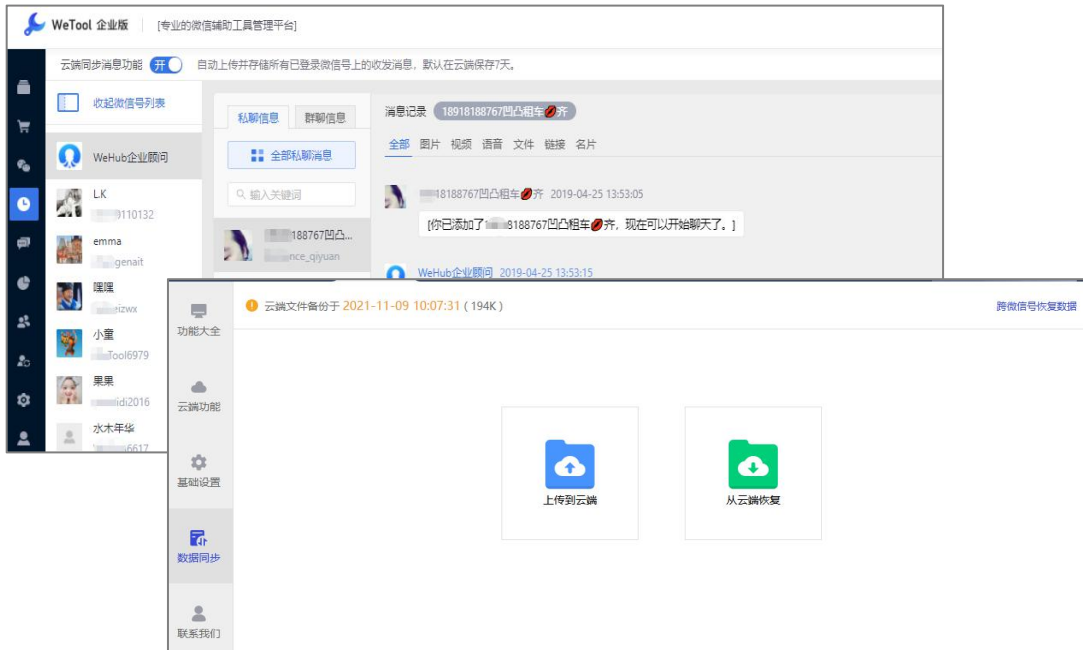 WeTool 企业版 [专业的微信辅助工具管理平台]
云端同步消息功能 开 自动上传并存储所有已登录微信号上的收发消息，默认在云端保存7天。
收起微信号列表
WeHub企业顾问
L.K
9110132
emma
genait
嘿嘿
eizwx
小童
Tool6979
果果
idi2016
水木年华
6617
私聊信息 群聊信息
全部私聊消息
输入关键词
188767凹凸...
nce_qiyuan
消息记录 18918188767凹凸租车💋齐
全部 图片 视频 语音 文件 链接 名片
18188767凹凸租车💋齐 2019-04-25 13:53:05
[你已添加了1 8188767凹凸租车💋齐，现在可以开始聊天了。]
WeHub企业顾问 2019-04-25 13:53:15
功能大全
云端功能
基础设置
数据同步
联系我们
云端文件备份于 2021-11-09 10:07:31 ( 194K ) 跨微信号恢复数据
上传到云端 从云端恢复